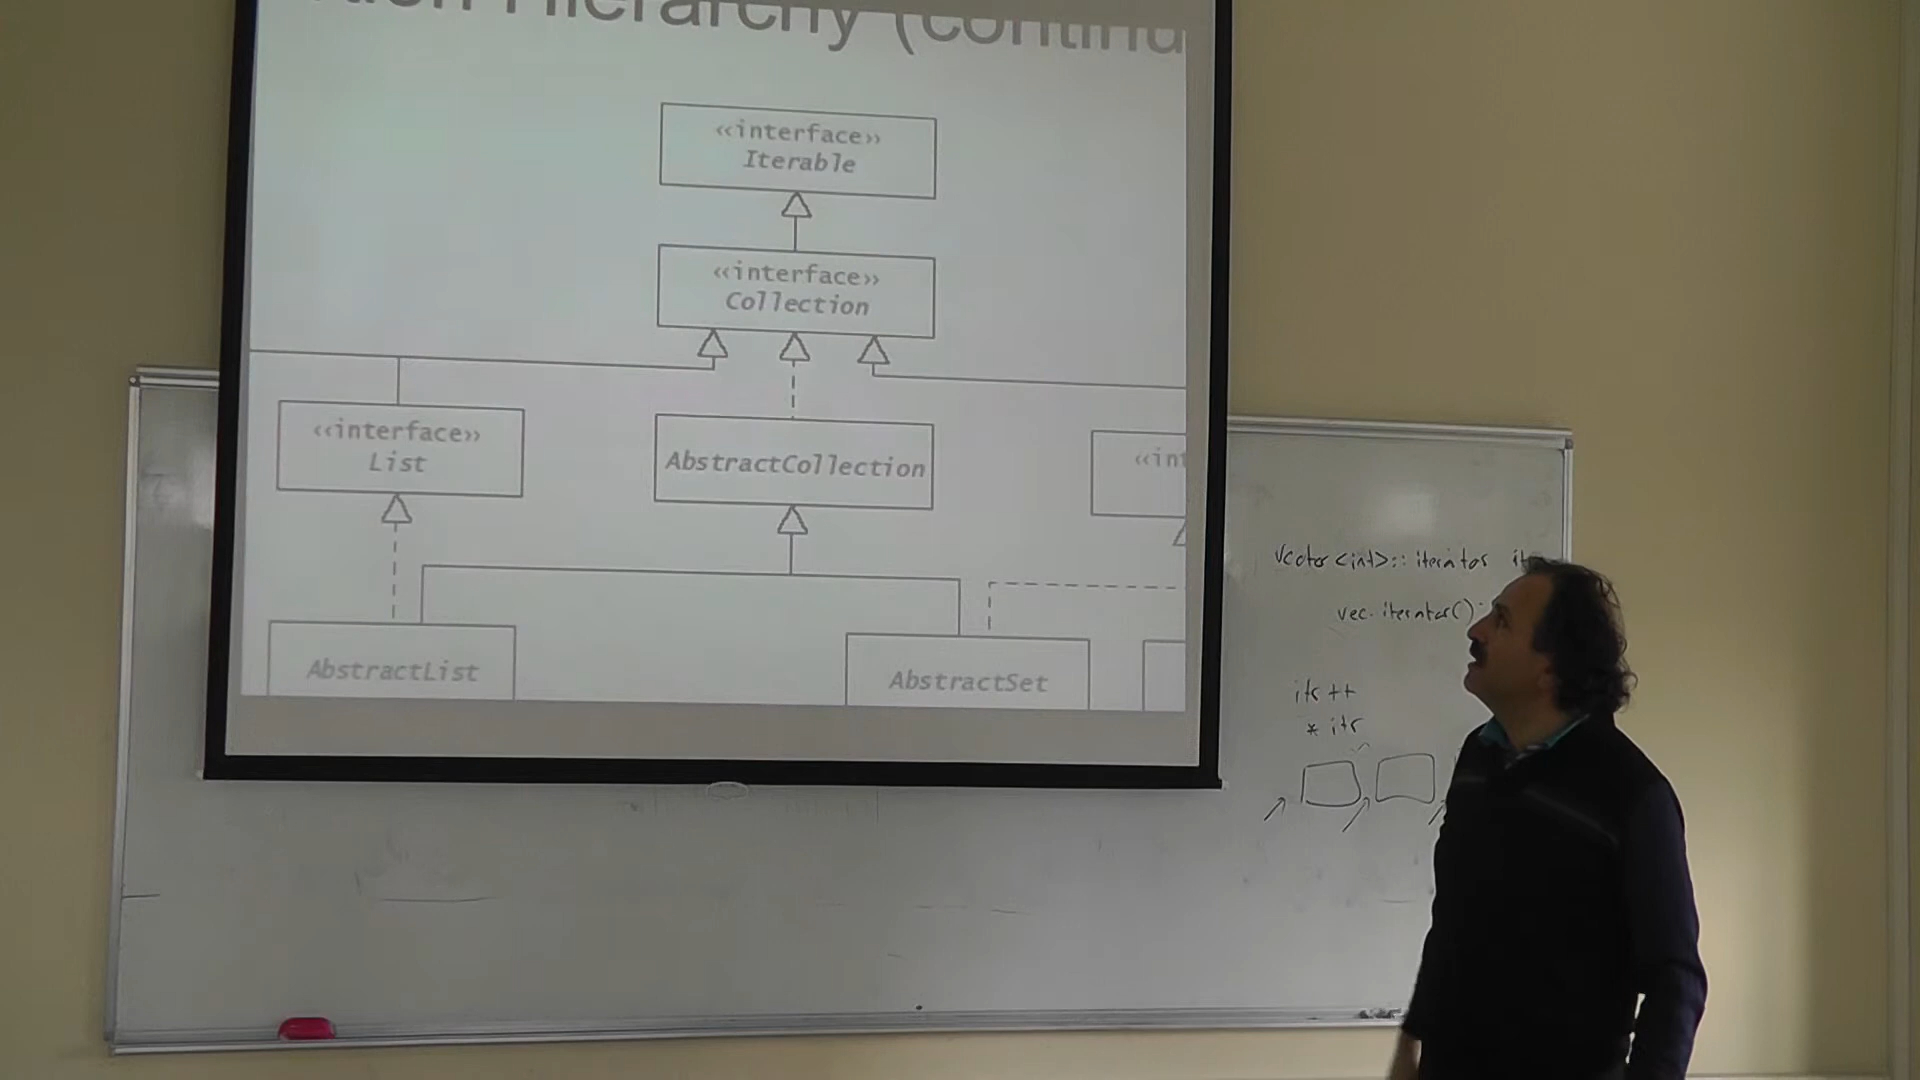 Hierarchy (continu
‹‹interface››
Iterable
‹‹interface››
Collection
‹‹interface››
List
AbstractCollection
‹‹int
AbstractList
AbstractSet
vector<int>:: iterator it
vec. iterator()
itr ++
* itr